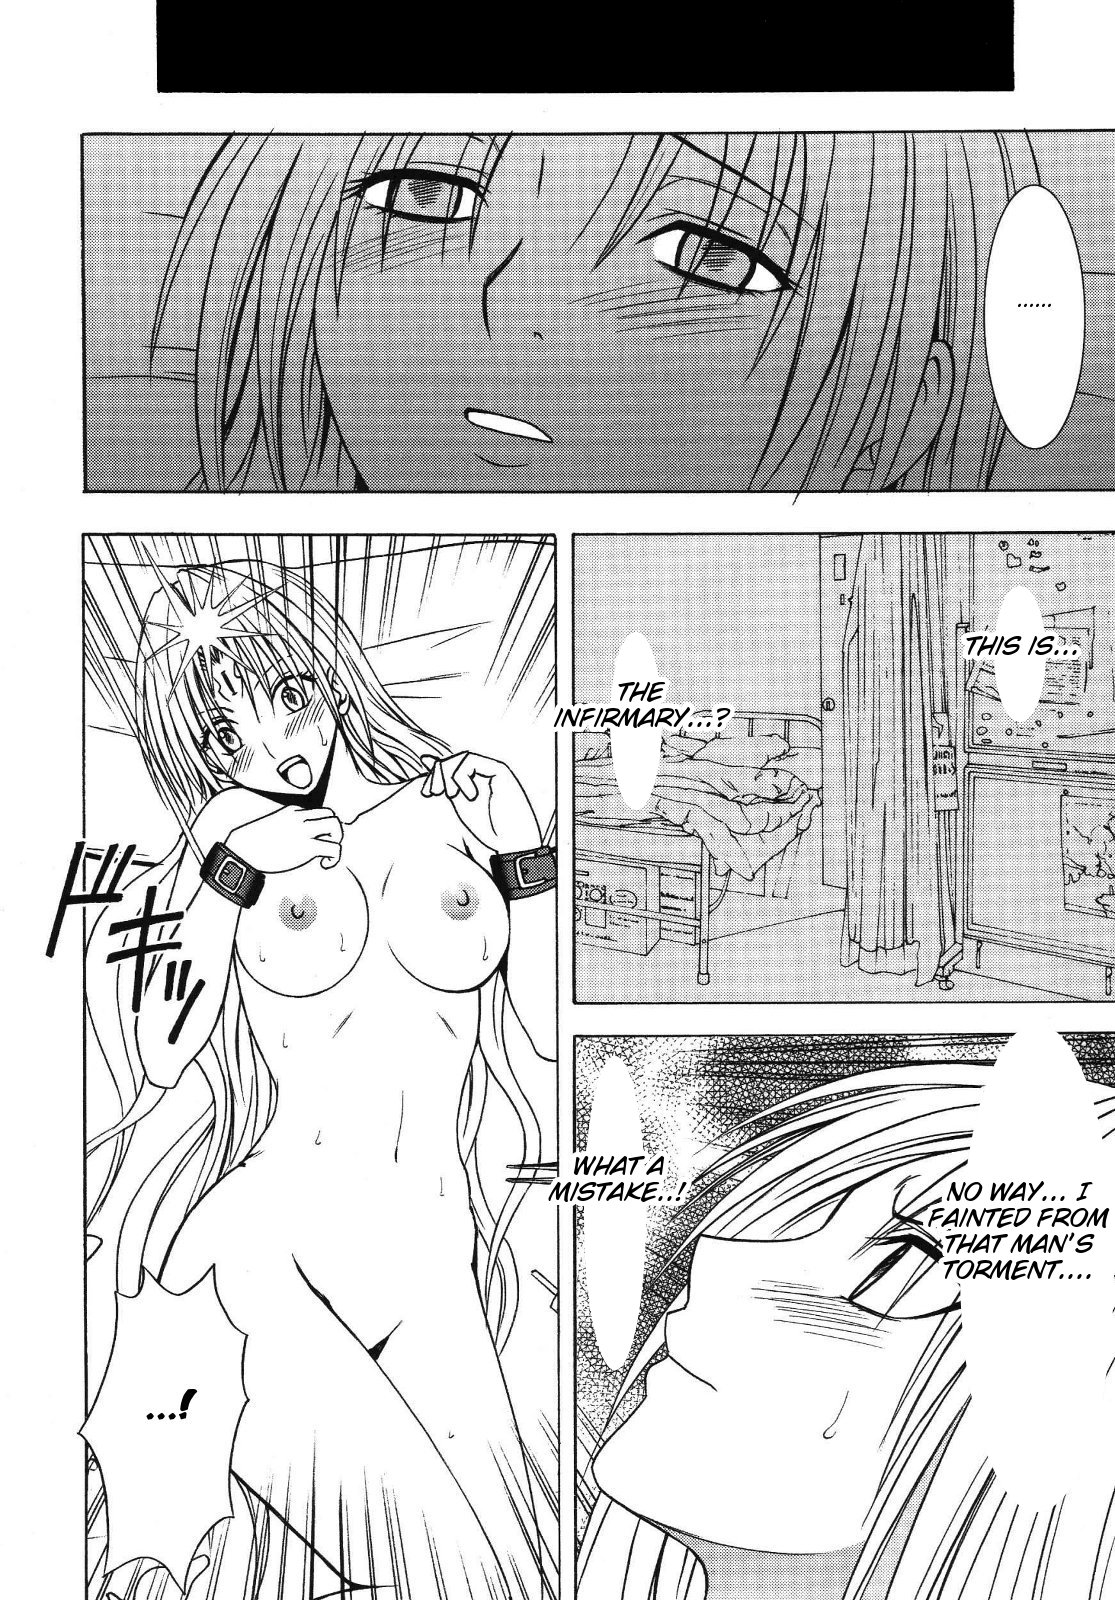 ......
THIS IS...
THE
INFIRMARY...?
NO WAY... I
FAINTED FROM
THAT MAN'S
TORMENT....
WHAT A
MISTAKE..!
ドキッ
...!